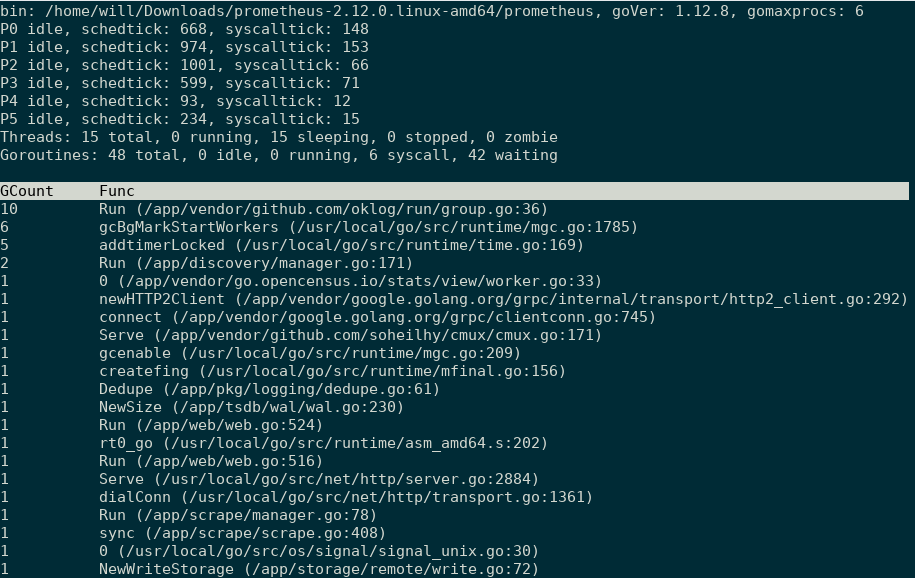 bin: /home/will/Downloads/prometheus-2.12.0.linux-amd64/prometheus, goVer: 1.12.8, gomaxprocs: 6
P0 idle, schedtick: 668, syscalltick: 148
P1 idle, schedtick: 974, syscalltick: 153
P2 idle, schedtick: 1001, syscalltick: 66
P3 idle, schedtick: 599, syscalltick: 71
P4 idle, schedtick: 93, syscalltick: 12
P5 idle, schedtick: 234, syscalltick: 15
Threads: 15 total, 0 running, 15 sleeping, 0 stopped, 0 zombie
Goroutines: 48 total, 0 idle, 0 running, 6 syscall, 42 waiting
GCount Func
10 Run (/app/vendor/github.com/oklog/run/group.go:36)
6 gcBgMarkStartWorkers (/usr/local/go/src/runtime/mgc.go:1785)
5 addtimerLocked (/usr/local/go/src/runtime/time.go:169)
2 Run (/app/discovery/manager.go:171)
1 0 (/app/vendor/go.opencensus.io/stats/view/worker.go:33)
1 newHTTP2Client (/app/vendor/google.golang.org/grpc/internal/transport/http2_client.go:292)
1 connect (/app/vendor/google.golang.org/grpc/clientconn.go:745)
1 Serve (/app/vendor/github.com/soheilhy/cmux/cmux.go:171)
1 gcenable (/usr/local/go/src/runtime/mgc.go:209)
1 createfing (/usr/local/go/src/runtime/mfinal.go:156)
1 Dedupe (/app/pkg/logging/dedupe.go:61)
1 NewSize (/app/tsdb/wal/wal.go:230)
1 Run (/app/web/web.go:524)
1 rt0_go (/usr/local/go/src/runtime/asm_amd64.s:202)
1 Run (/app/web/web.go:516)
1 Serve (/usr/local/go/src/net/http/server.go:2884)
1 dialConn (/usr/local/go/src/net/http/transport.go:1361)
1 Run (/app/scrape/manager.go:78)
1 sync (/app/scrape/scrape.go:408)
1 0 (/usr/local/go/src/os/signal/signal_unix.go:30)
1 NewWriteStorage (/app/storage/remote/write.go:72)